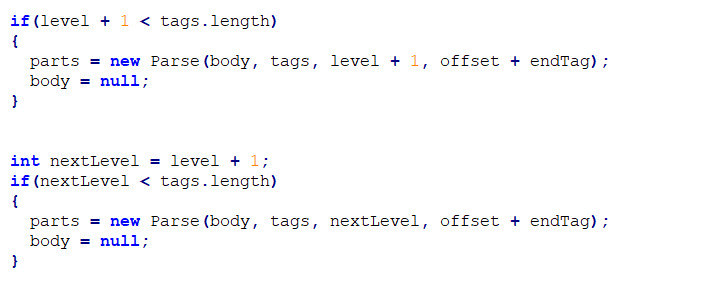 if(level + 1 < tags.length)
{
  parts = new Parse(body, tags, level + 1, offset + endTag);
  body = null;
}

int nextLevel = level + 1;
if(nextLevel < tags.length)
{
  parts = new Parse(body, tags, nextLevel, offset + endTag);
  body = null;
}